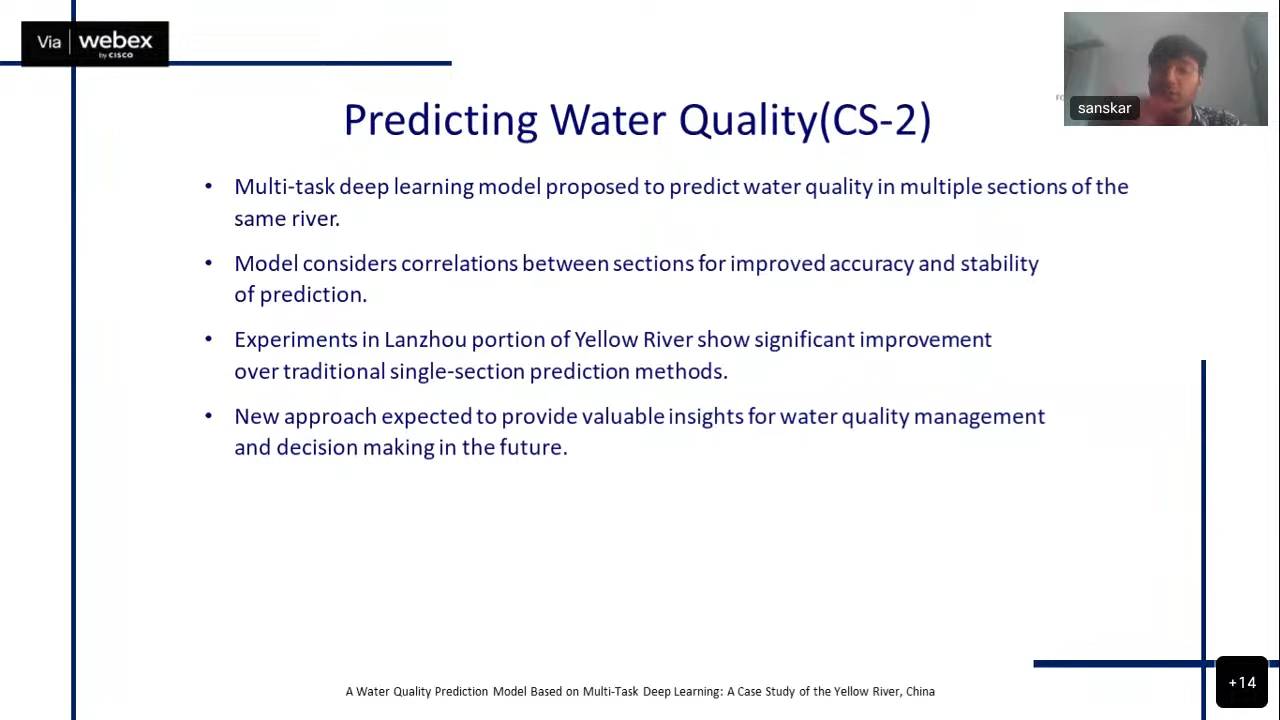 Via webex
by CISCO
sanskar
Predicting Water Quality(CS-2)
• Multi-task deep learning model proposed to predict water quality in multiple sections of the
same river.
• Model considers correlations between sections for improved accuracy and stability
of prediction.
• Experiments in Lanzhou portion of Yellow River show significant improvement
over traditional single-section prediction methods.
• New approach expected to provide valuable insights for water quality management
and decision making in the future.
A Water Quality Prediction Model Based on Multi-Task Deep Learning: A Case Study of the Yellow River, China
+14